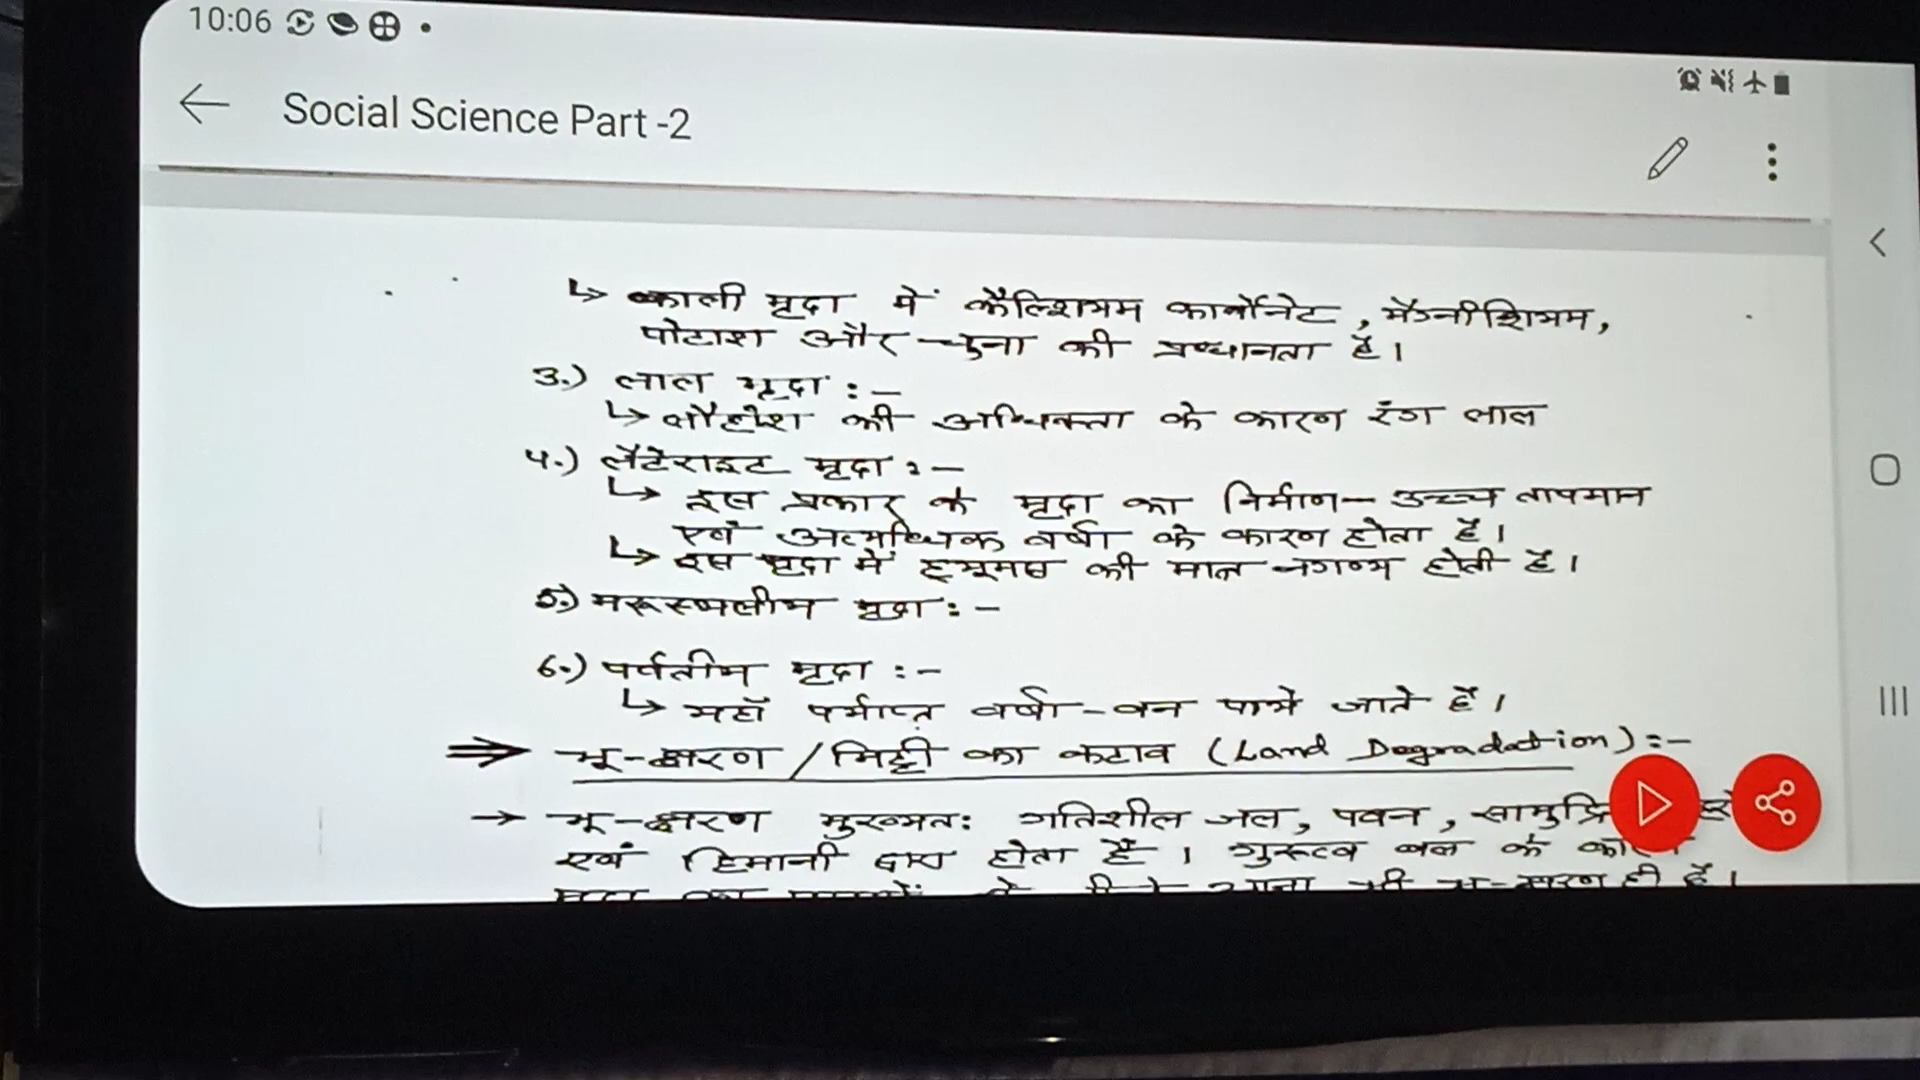 10:06
Social Science Part -2
↳ काली मृदा में कैल्शियम कार्बोनेट, मैग्नीशियम,
पोटाश और चुना की प्रधानता है।
3.) लाल मृदा :-
↳ लौहांश की अधिकता के कारण रंग लाल
4.) लैटेराइट मृदा :-
↳ इस प्रकार के मृदा का निर्माण - उच्च तापमान
एवं अत्यधिक वर्षा के कारण होता है।
↳ इस मृदा में ह्यूमस की मात्र नगण्य होती है।
5.) मरूस्थलीय मृदा :-
6.) पर्वतीय मृदा :-
↳ यहाँ पर्याप्त वर्षा - वन पाये जाते हैं।
⇒ भू-क्षरण / मिट्टी का कटाव (Land Degradation) :-
→ भू-क्षरण मुख्यतः गतिशील जल, पवन,
एवं हिमानी द्वारा होता है। गुरुत्व बल के